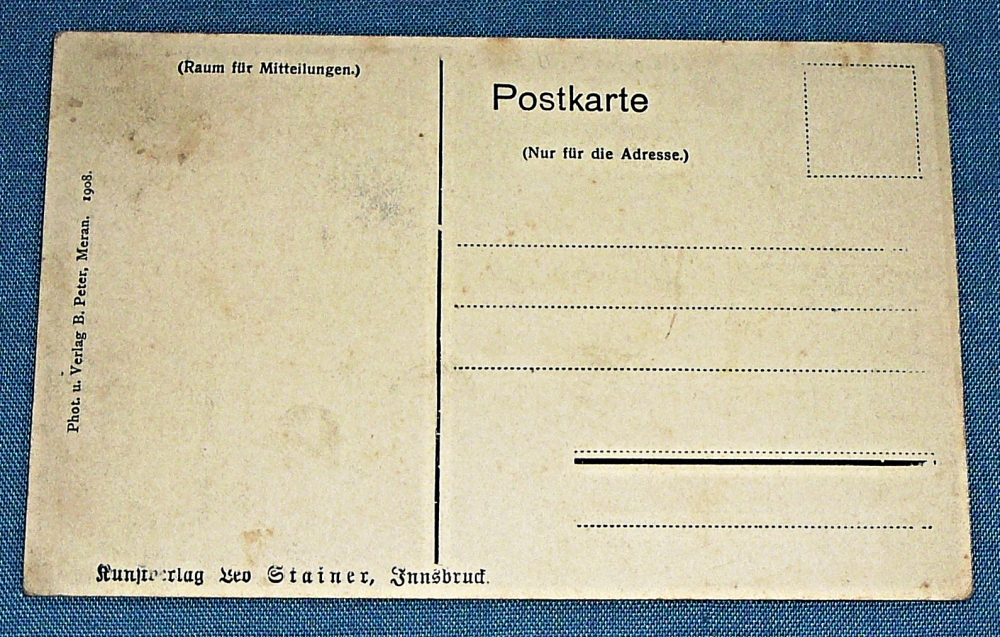 (Raum für Mitteilungen.)
Postkarte
(Nur für die Adresse.)
Phot. u. Verlag B. Peter, Meran. 1908.
Kunstverlag Leo Stainer, Innsbruck.